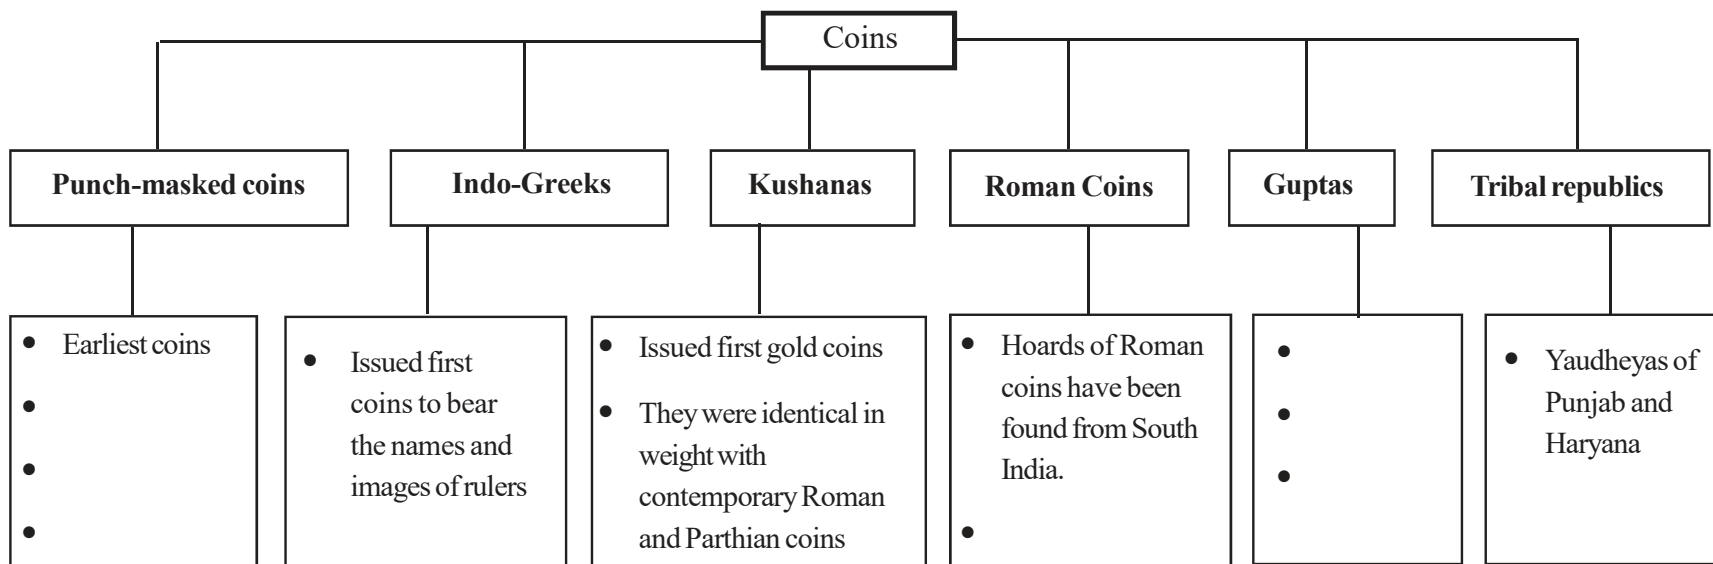 Coins
Punch-masked coins
Indo-Greeks
Kushanas
Roman Coins
Guptas
Tribal republics
• Earliest coins
•
•
•
• Issued first
coins to bear
the names and
images of rulers
• Issued first gold coins
• They were identical in
weight with
contemporary Roman
and Parthian coins
• Hoards of Roman
coins have been
found from South
India.
•
•
•
•
• Yaudheyas of
Punjab and
Haryana